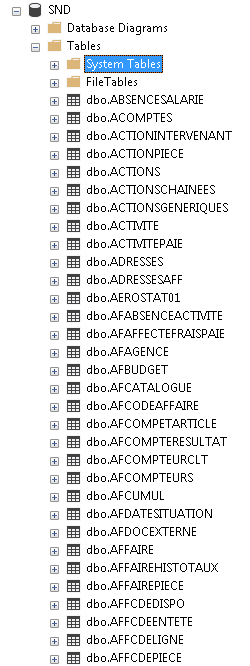 SND
Database Diagrams
Tables
System Tables
FileTables
dbo.ABSENCESALARIE
dbo.ACOMPTES
dbo.ACTIONINTERVENANT
dbo.ACTIONPIECE
dbo.ACTIONS
dbo.ACTIONSCHAINEES
dbo.ACTIONSGENERIQUES
dbo.ACTIVITE
dbo.ACTIVITEPAIE
dbo.ADRESSES
dbo.ADRESSESAFF
dbo.AEROSTAT01
dbo.AFABSENCEACTIVITE
dbo.AFAFFECTEFRAISPAIE
dbo.AFAGENCE
dbo.AFBUDGET
dbo.AFCATALOGUE
dbo.AFCODEAFFAIRE
dbo.AFCOMPETARTICLE
dbo.AFCOMPTERESULTAT
dbo.AFCOMPTEURCLT
dbo.AFCOMPTEURS
dbo.AFCUMUL
dbo.AFDATESITUATION
dbo.AFDOCEXTERNE
dbo.AFFAIRE
dbo.AFFAIREHISTOTAUX
dbo.AFFAIREPIECE
dbo.AFFCDEDISPO
dbo.AFFCDEENTETE
dbo.AFFCDELIGNE
dbo.AFFCDEPIECE